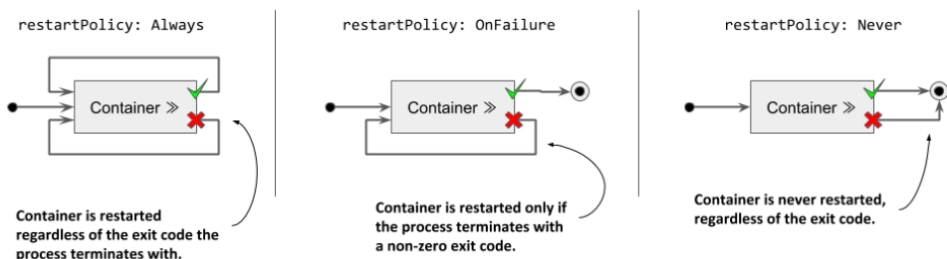 restartPolicy: Always
Container ≫
Container is restarted
regardless of the exit code the
process terminates with.
restartPolicy: OnFailure
Container ≫
Container is restarted only if
the process terminates with
a non-zero exit code.
restartPolicy: Never
Container ≫
Container is never restarted,
regardless of the exit code.